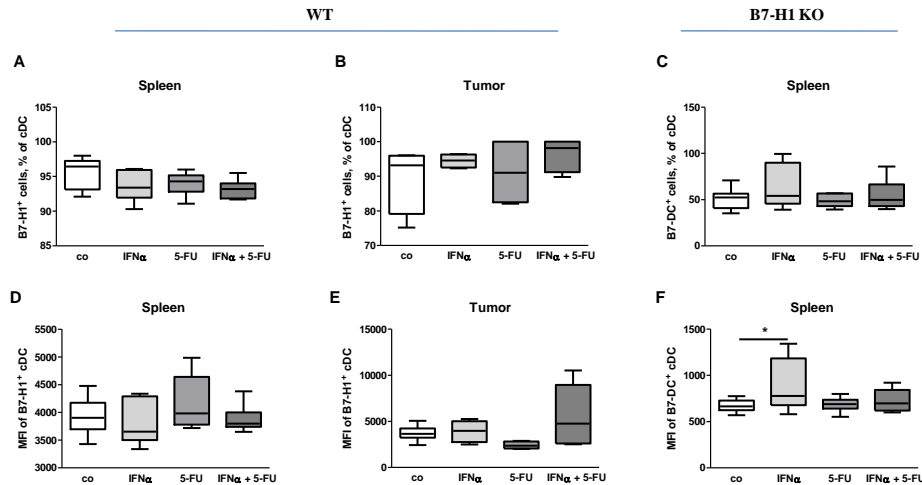 WT
B7-H1 KO
A
Spleen
B7-H1+ cells, % of cDC
105
100
95
90
85
co
IFNα
5-FU
IFNα + 5-FU
B
Tumor
B7-H1+ cells, % of cDC
110
100
90
80
70
co
IFNα
5-FU
IFNα + 5-FU
C
Spleen
B7-DC+ cells, % of cDC
150
100
50
0
co
IFNα
5-FU
IFNα + 5-FU
D
Spleen
MFI of B7-H1+ cDC
5500
5000
4500
4000
3500
3000
co
IFNα
5-FU
IFNα + 5-FU
E
Tumor
MFI of B7-H1+ cDC
15000
10000
5000
0
co
IFNα
5-FU
IFNα + 5-FU
F
Spleen
MFI of B7-DC+ cDC
1500
1000
500
0
*
co
IFNα
5-FU
IFNα + 5-FU